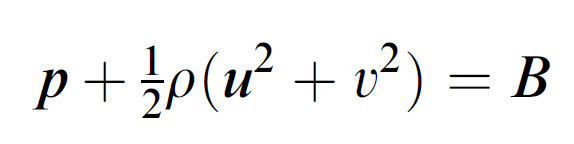 p + ½ρ(u² + v²) = B